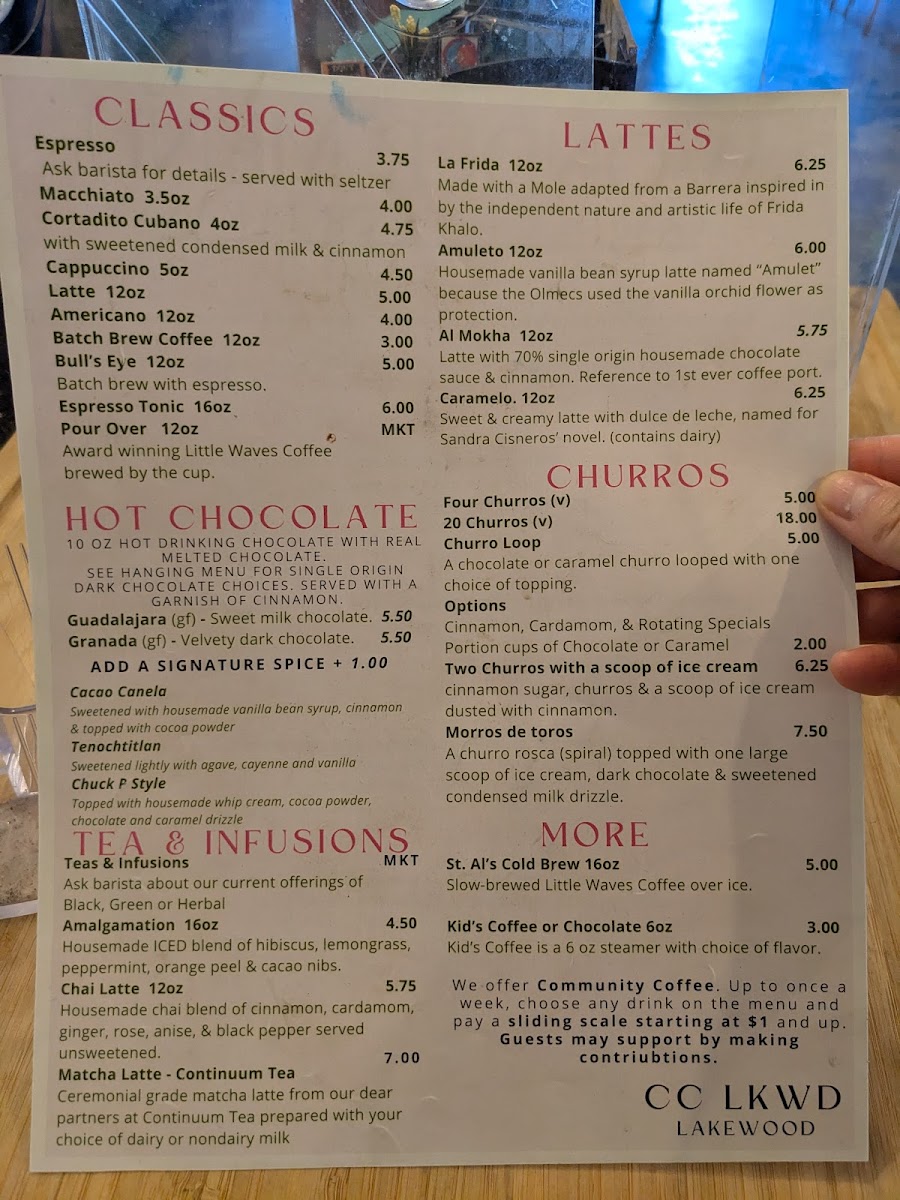 CLASSICS
Espresso 3.75
Ask barista for details - served with seltzer
Macchiato 3.5oz 4.00
Cortadito Cubano 4oz 4.75
with sweetened condensed milk & cinnamon
Cappuccino 5oz 4.50
Latte 12oz 5.00
Americano 12oz 4.00
Batch Brew Coffee 12oz 3.00
Bull's Eye 12oz 5.00
Batch brew with espresso.
Espresso Tonic 16oz 6.00
Pour Over 12oz MKT
Award winning Little Waves Coffee
brewed by the cup.
HOT CHOCOLATE
10 OZ HOT DRINKING CHOCOLATE WITH REAL
MELTED CHOCOLATE.
SEE HANGING MENU FOR SINGLE ORIGIN
DARK CHOCOLATE CHOICES. SERVED WITH A
GARNISH OF CINNAMON.
Guadalajara (gf) - Sweet milk chocolate. 5.50
Granada (gf) - Velvety dark chocolate. 5.50
ADD A SIGNATURE SPICE + 1.00
Cacao Canela
Sweetened with housemade vanilla bean syrup, cinnamon
& topped with cocoa powder
Tenochtitlan
Sweetened lightly with agave, cayenne and vanilla
Chuck P Style
Topped with housemade whip cream, cocoa powder,
chocolate and caramel drizzle
TEA & INFUSIONS
Teas & Infusions MKT
Ask barista about our current offerings of
Black, Green or Herbal
Amalgamation 16oz 4.50
Housemade ICED blend of hibiscus, lemongrass,
peppermint, orange peel & cacao nibs.
Chai Latte 12oz 5.75
Housemade chai blend of cinnamon, cardamom,
ginger, rose, anise, & black pepper served
unsweetened.
7.00
Matcha Latte - Continuum Tea
Ceremonial grade matcha latte from our dear
partners at Continuum Tea prepared with your
choice of dairy or nondairy milk
LATTES
La Frida 12oz 6.25
Made with a Mole adapted from a Barrera inspired in
by the independent nature and artistic life of Frida
Khalo.
Amuleto 12oz 6.00
Housemade vanilla bean syrup latte named "Amulet"
because the Olmecs used the vanilla orchid flower as
protection.
Al Mokha 12oz 5.75
Latte with 70% single origin housemade chocolate
sauce & cinnamon. Reference to 1st ever coffee port.
Caramelo. 12oz 6.25
Sweet & creamy latte with dulce de leche, named for
Sandra Cisneros' novel. (contains dairy)
CHURROS
Four Churros (v) 5.00
20 Churros (v) 18.00
Churro Loop 5.00
A chocolate or caramel churro looped with one
choice of topping.
Options
Cinnamon, Cardamom, & Rotating Specials
Portion cups of Chocolate or Caramel 2.00
Two Churros with a scoop of ice cream 6.25
cinnamon sugar, churros & a scoop of ice cream
dusted with cinnamon.
Morros de toros 7.50
A churro rosca (spiral) topped with one large
scoop of ice cream, dark chocolate & sweetened
condensed milk drizzle.
MORE
St. Al's Cold Brew 16oz 5.00
Slow-brewed Little Waves Coffee over ice.
Kid's Coffee or Chocolate 6oz 3.00
Kid's Coffee is a 6 oz steamer with choice of flavor.
We offer Community Coffee. Up to once a
week, choose any drink on the menu and
pay a sliding scale starting at $1 and up.
Guests may support by making
contriubtions.
CC LKWD
LAKEWOOD